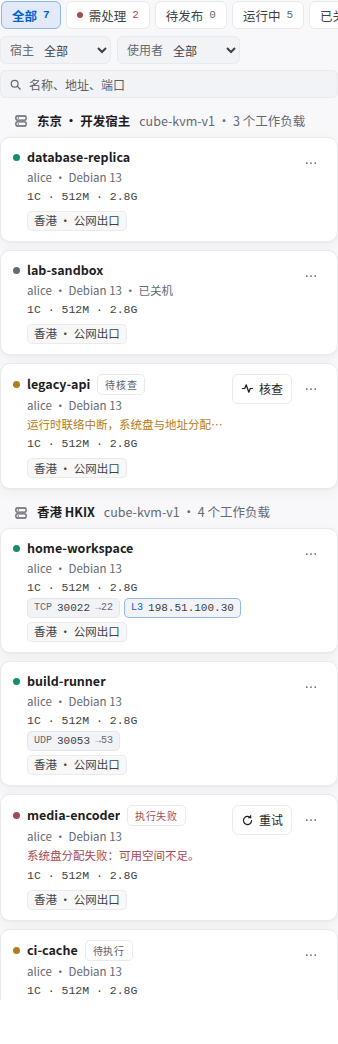 全部 7 需处理 2 待发布 0 运行中 5
宿主 全部 使用者 全部
名称、地址、端口
东京 · 开发宿主 cube-kvm-v1 · 3 个工作负载
database-replica
alice · Debian 13
1C · 512M · 2.8G
香港 · 公网出口
lab-sandbox
alice · Debian 13 · 已关机
1C · 512M · 2.8G
香港 · 公网出口
legacy-api 待核查 核查
alice · Debian 13
运行时联络中断，系统盘与地址分配…
1C · 512M · 2.8G
香港 · 公网出口
香港 HKIX cube-kvm-v1 · 4 个工作负载
home-workspace
alice · Debian 13
1C · 512M · 2.8G
TCP 30022 →22 L3 198.51.100.30
香港 · 公网出口
build-runner
alice · Debian 13
1C · 512M · 2.8G
UDP 30053 →53
香港 · 公网出口
media-encoder 执行失败 重试
alice · Debian 13
系统盘分配失败：可用空间不足。
1C · 512M · 2.8G
香港 · 公网出口
ci-cache 待执行
alice · Debian 13
1C · 512M · 2.8G